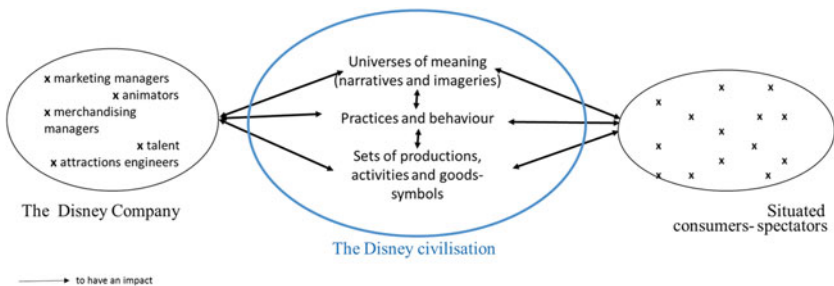 x marketing managers
x animators
x merchandising
managers
x talent
x attractions engineers
The Disney Company
Universes of meaning
(narratives and imageries)
Practices and behaviour
Sets of productions,
activities and goods-
symbols
The Disney civilisation
x x
x
x x x
x
x x
x x
x x x
Situated
consumers- spectators
to have an impact